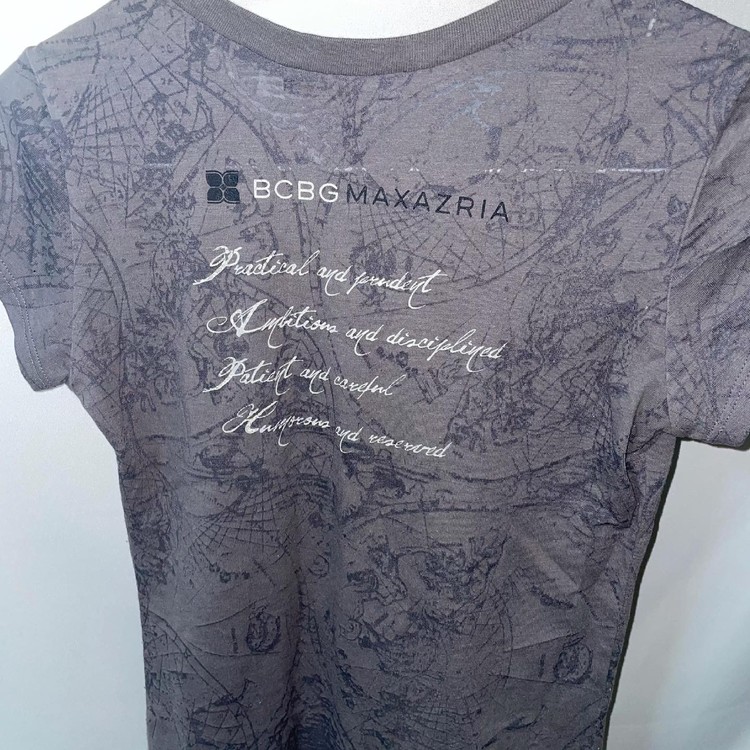 BCBGMAXAZRIA
Practical and prudent
Ambitious and disciplined
Patient and careful
Humorous and reserved